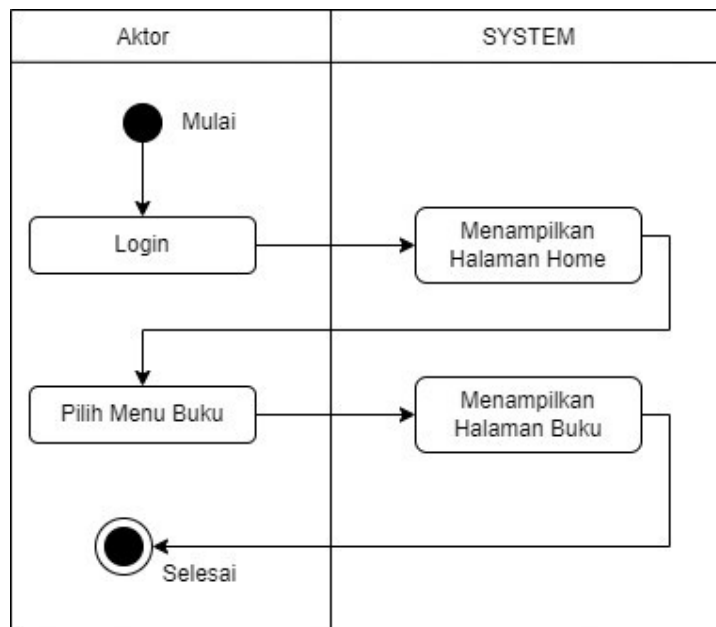 Aktor
SYSTEM
Mulai
Login
Menampilkan
Halaman Home
Pilih Menu Buku
Menampilkan
Halaman Buku
Selesai